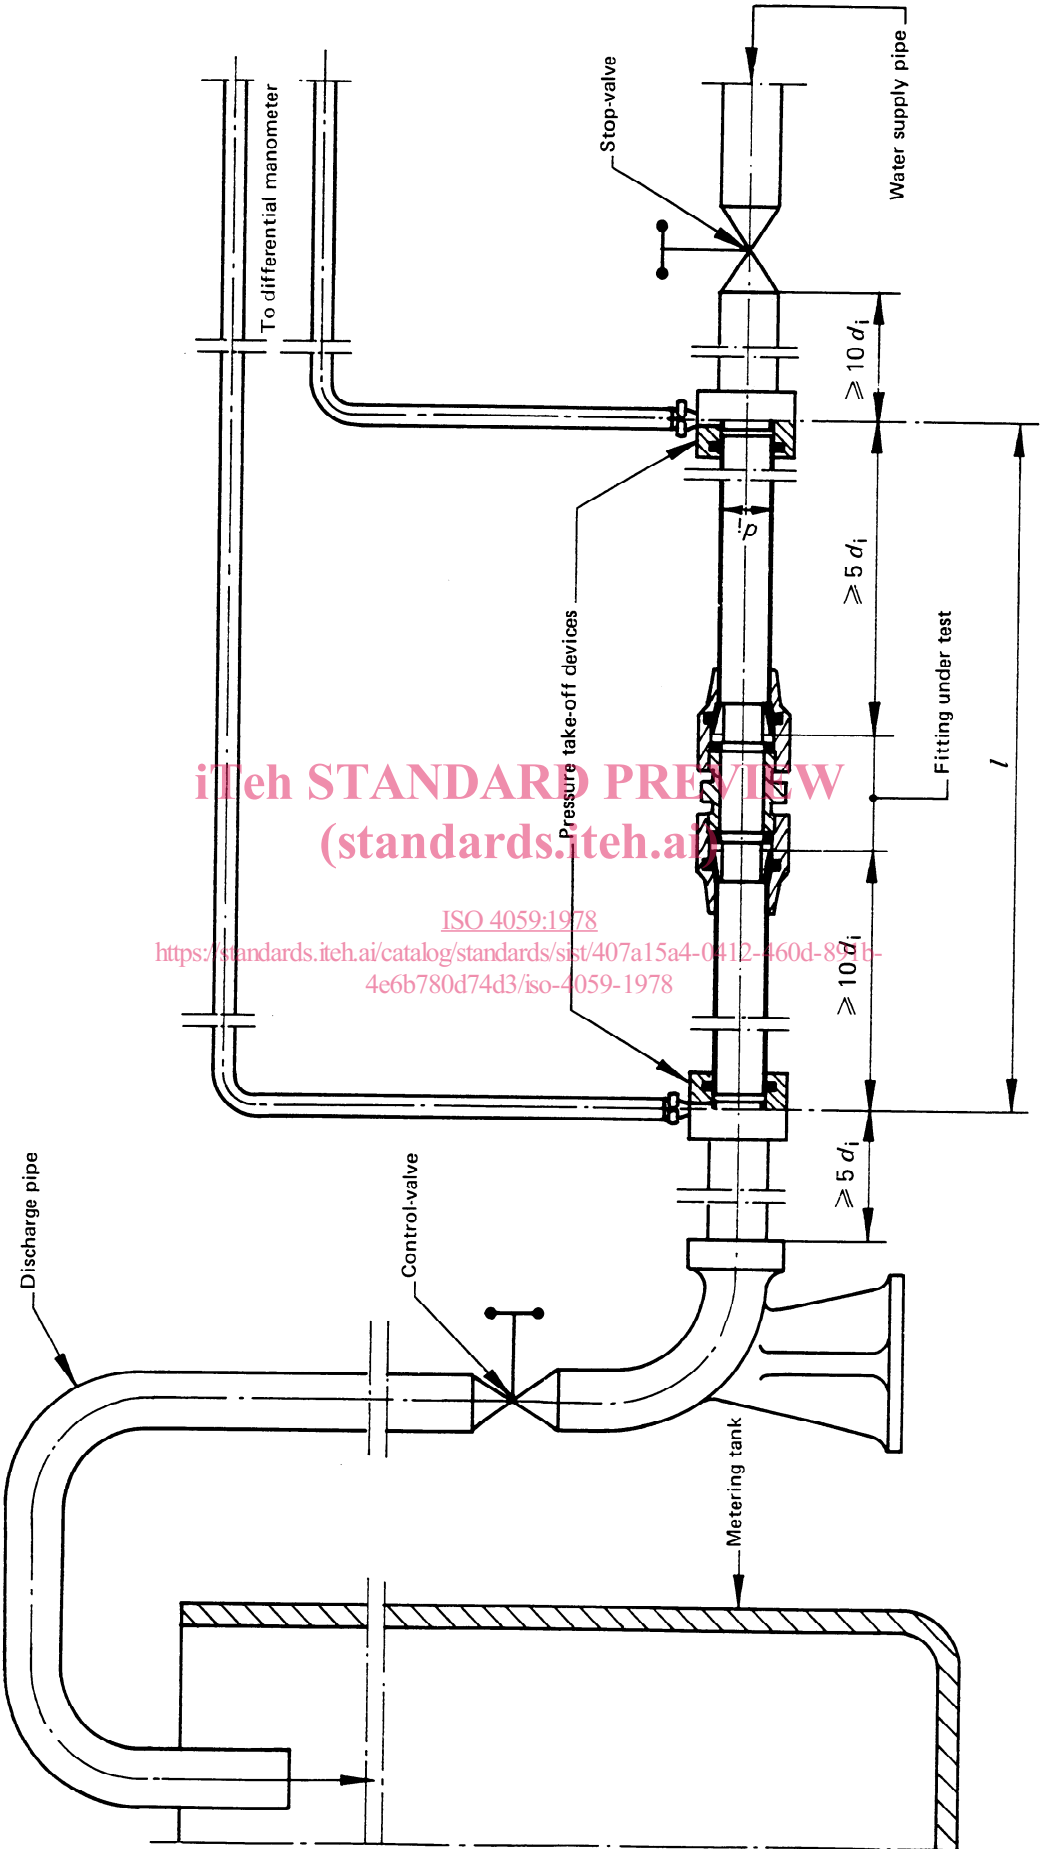 Water supply pipe
Stop-valve
To differential manometer
⩾ 10 di
⩾ 5 di
di
Pressure take-off devices
Fitting under test
l
iTeh STANDARD PREVIEW
(standards.iteh.ai)
ISO 4059:1978
https://standards.iteh.ai/catalog/standards/sist/407a15a4-0412-460d-891b-
4e6b780d74d3/iso-4059-1978
⩾ 10 di
⩾ 5 di
Discharge pipe
Control-valve
Metering tank